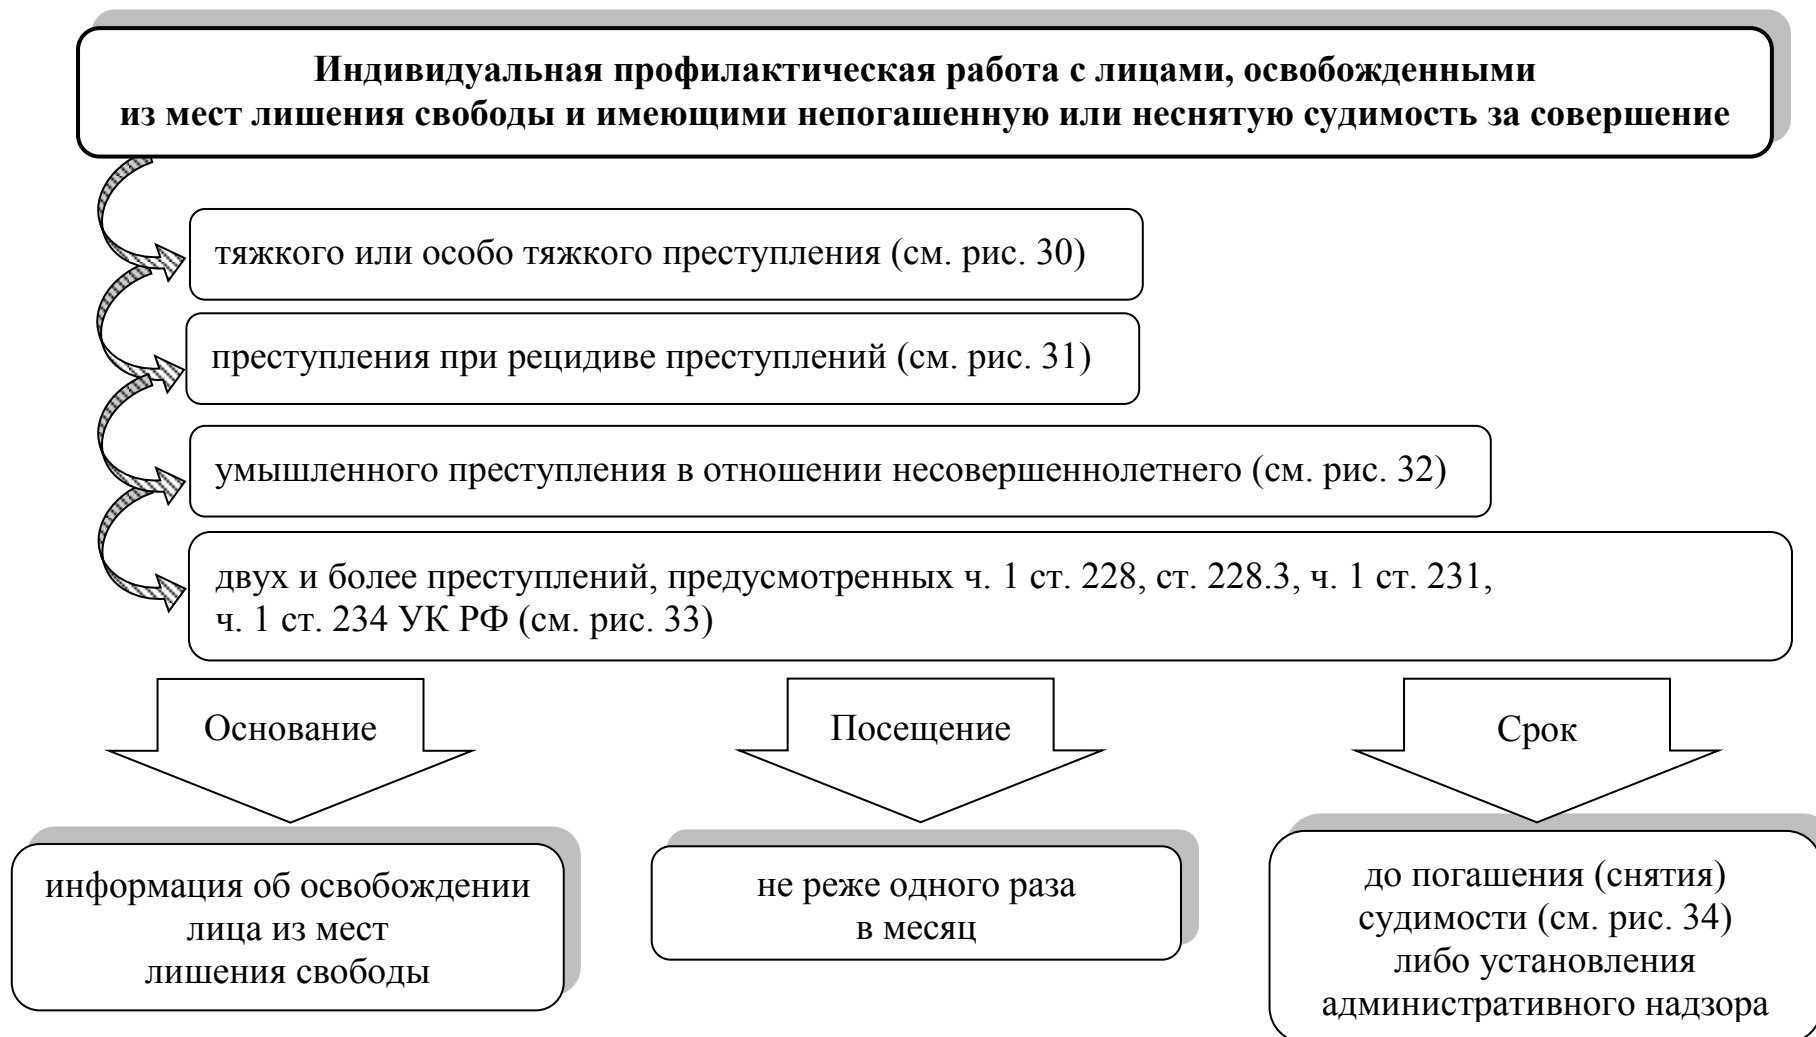 Индивидуальная профилактическая работа с лицами, освобожденными
из мест лишения свободы и имеющими непогашенную или неснятую судимость за совершение
тяжкого или особо тяжкого преступления (см. рис. 30)
преступления при рецидиве преступлений (см. рис. 31)
умышленного преступления в отношении несовершеннолетнего (см. рис. 32)
двух и более преступлений, предусмотренных ч. 1 ст. 228, ст. 228.3, ч. 1 ст. 231,
ч. 1 ст. 234 УК РФ (см. рис. 33)
Основание
информация об освобождении
лица из мест
лишения свободы
Посещение
не реже одного раза
в месяц
Срок
до погашения (снятия)
судимости (см. рис. 34)
либо установления
административного надзора